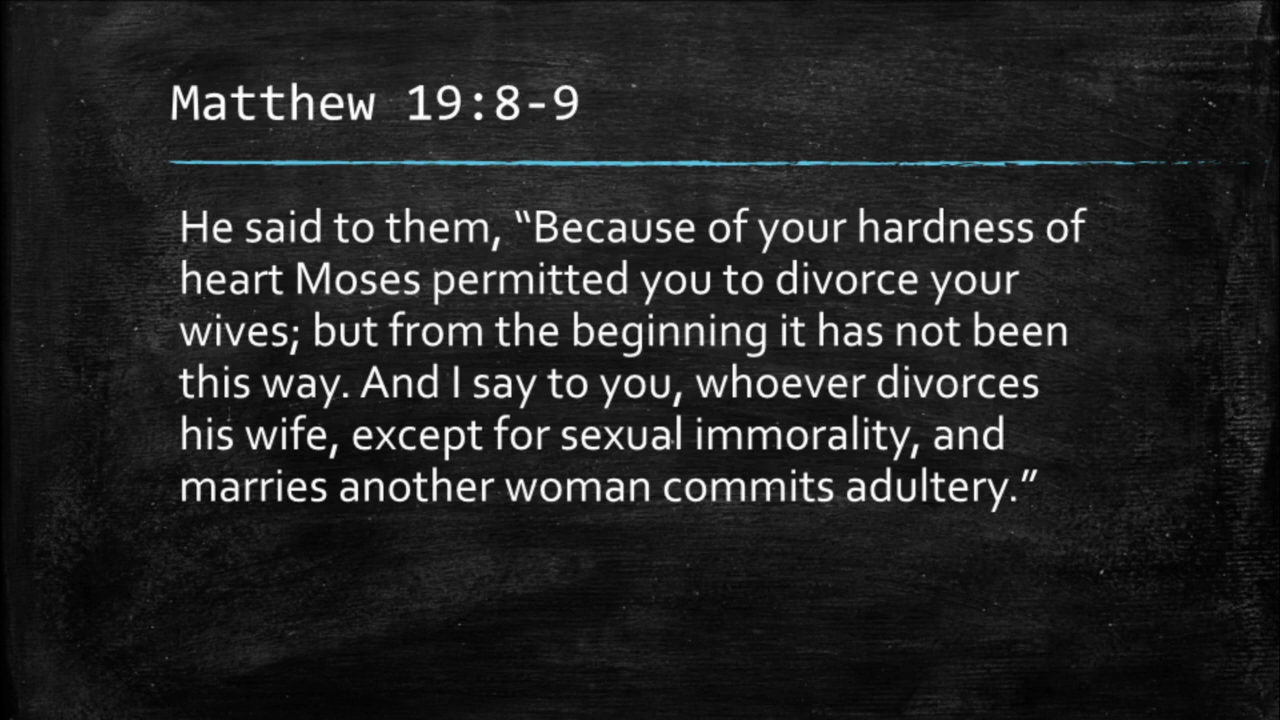 Matthew 19:8-9
He said to them, “Because of your hardness of
heart Moses permitted you to divorce your
wives; but from the beginning it has not been
this way. And I say to you, whoever divorces
his wife, except for sexual immorality, and
marries another woman commits adultery.”